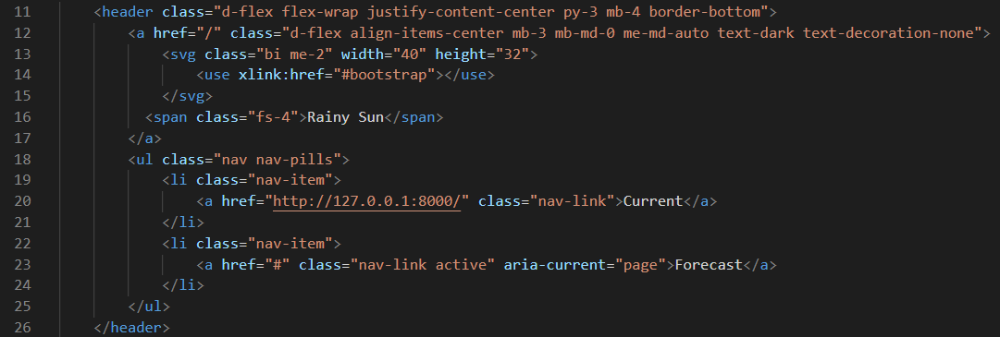 11 <header class="d-flex flex-wrap justify-content-center py-3 mb-4 border-bottom">
12 <a href="/" class="d-flex align-items-center mb-3 mb-md-0 me-md-auto text-dark text-decoration-none">
13 <svg class="bi me-2" width="40" height="32">
14 <use xlink:href="#bootstrap"></use>
15 </svg>
16 <span class="fs-4">Rainy Sun</span>
17 </a>
18 <ul class="nav nav-pills">
19 <li class="nav-item">
20 <a href="http://127.0.0.1:8000/" class="nav-link">Current</a>
21 </li>
22 <li class="nav-item">
23 <a href="#" class="nav-link active" aria-current="page">Forecast</a>
24 </li>
25 </ul>
26 </header>